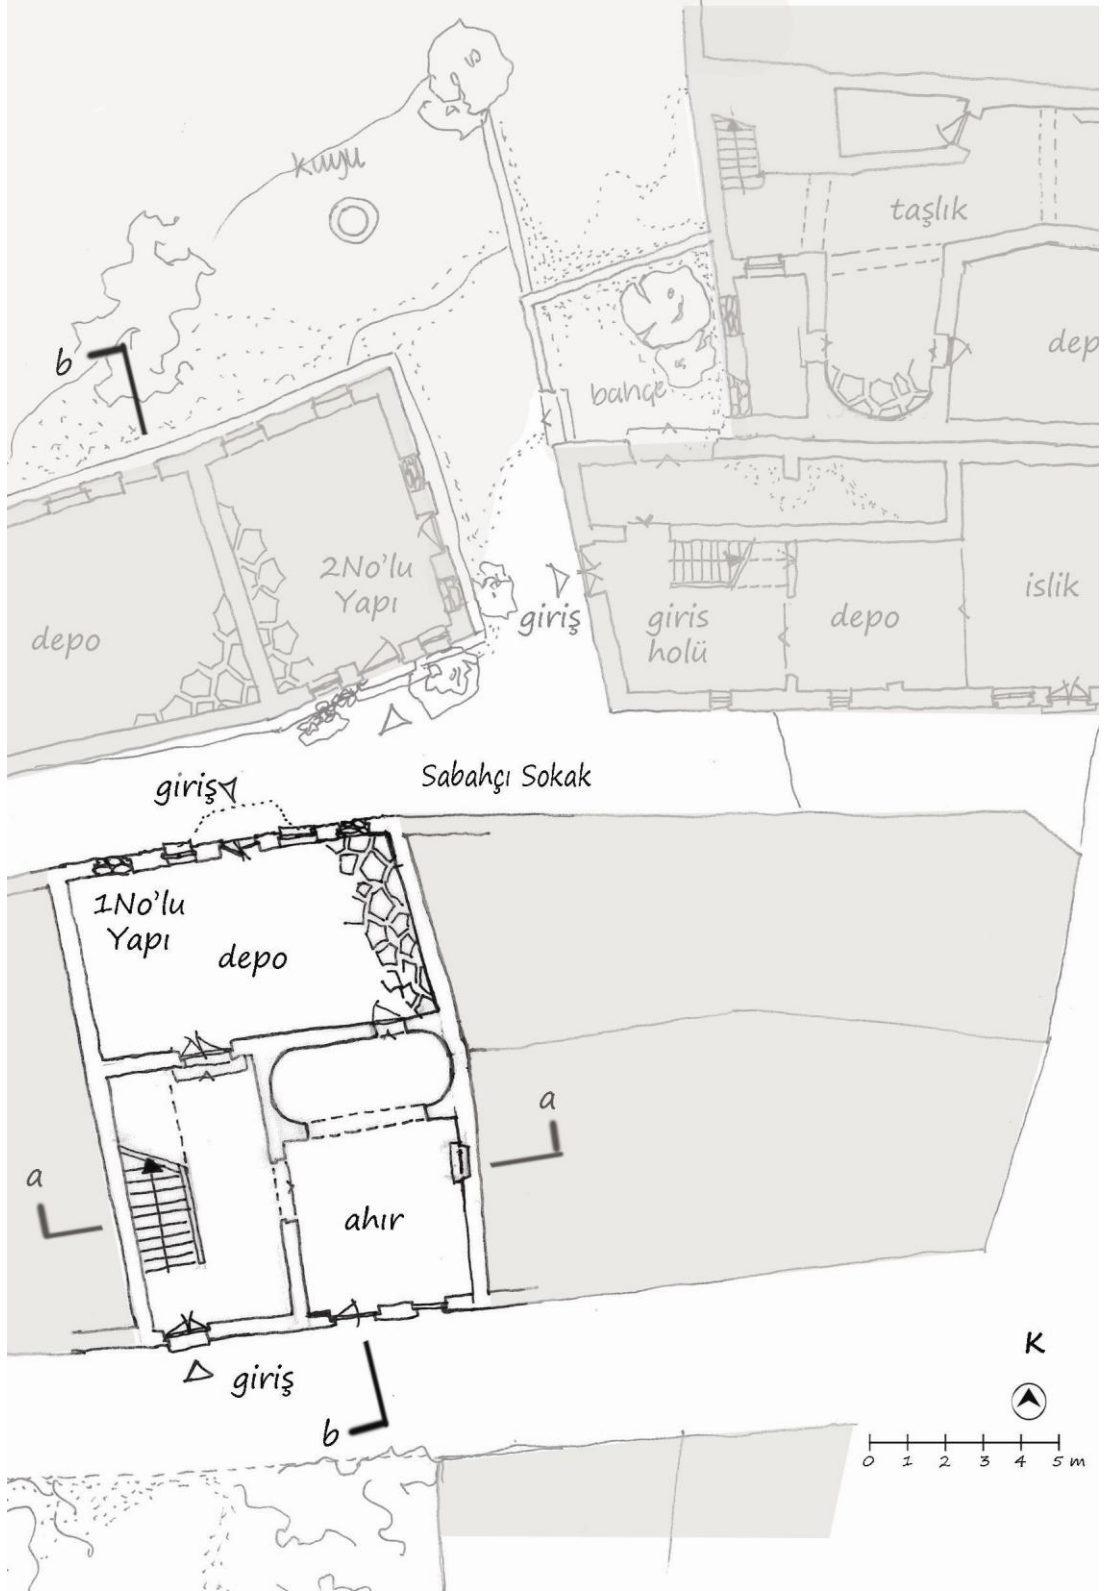 kuyu
taşlık
b
dep
bahçe
2No'lu
Yapı
depo
giriş
giris
holü
depo
islik
giriş
Sabahçı Sokak
1No'lu
Yapı
depo
a
a
ahır
giriş
b
K
0 1 2 3 4 5 m